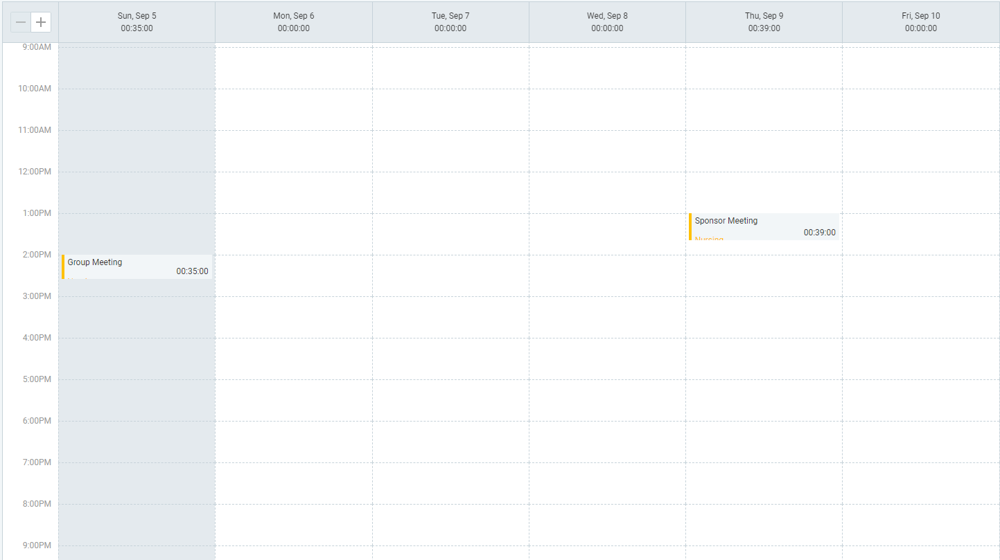 Sun, Sep 5
00:35:00
Mon, Sep 6
00:00:00
Tue, Sep 7
00:00:00
Wed, Sep 8
00:00:00
Thu, Sep 9
00:39:00
Fri, Sep 10
00:00:00
9:00AM
10:00AM
11:00AM
12:00PM
1:00PM
Sponsor Meeting
00:39:00
Nursing
2:00PM
Group Meeting
00:35:00
3:00PM
4:00PM
5:00PM
6:00PM
7:00PM
8:00PM
9:00PM